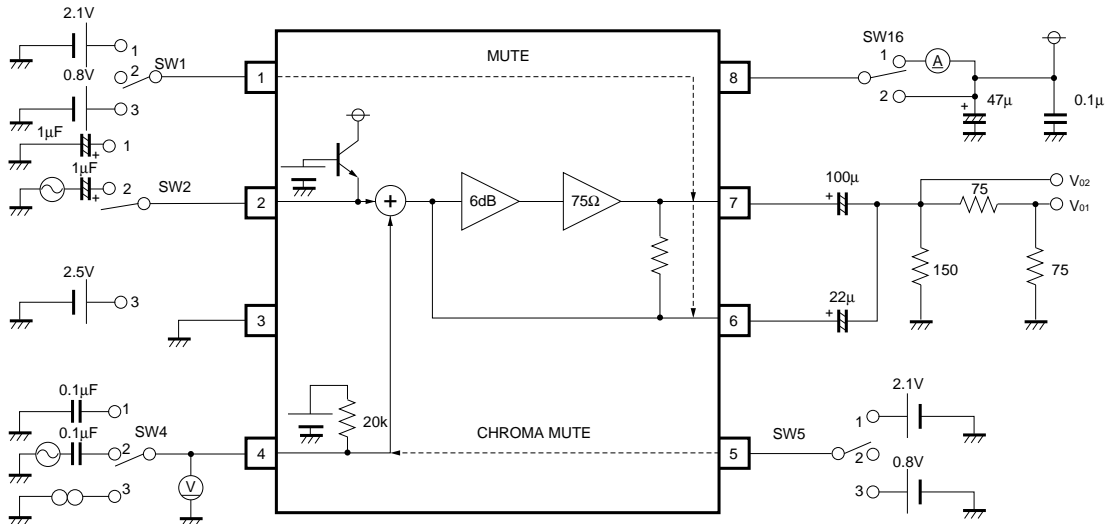 2.1V
1
2
SW1
0.8V
3
1µF
1
1µF
2
SW2
2.5V
3
0.1µF
1
0.1µF
2
SW4
3
V
1
2
3
4
MUTE
+
6dB
75Ω
20k
CHROMA MUTE
8
7
6
5
SW16
1
A
2
+
47µ
0.1µ
100µ
+
75
V02
V01
150
75
22µ
+
2.1V
1
SW5
2
0.8V
3